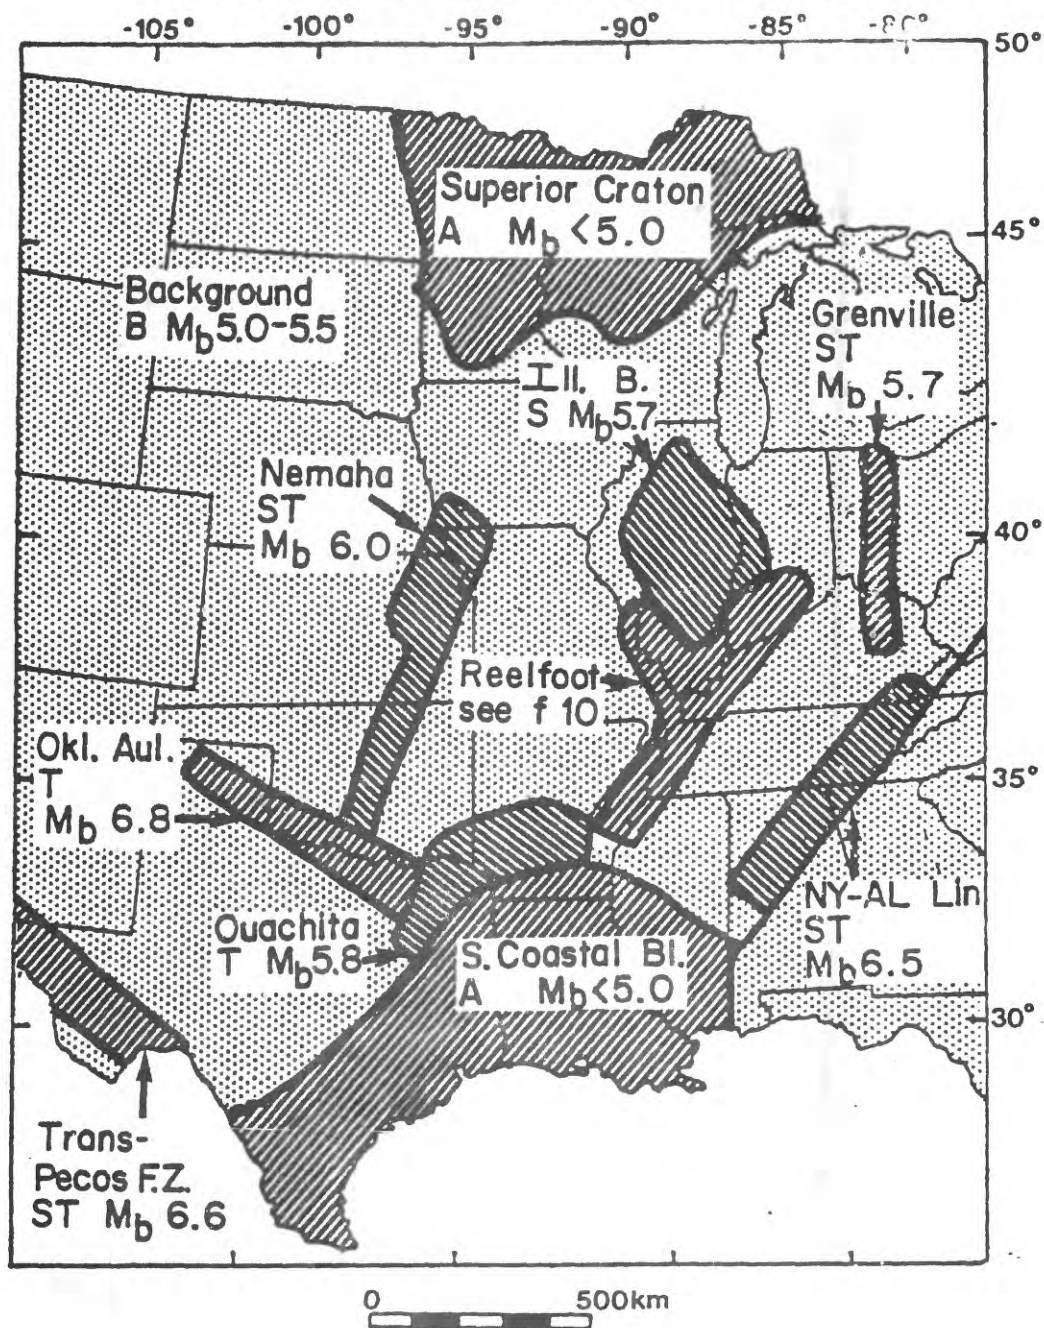 -105° -100° -95° -90° -85° -80°
50°
45°
40°
35°
30°
Superior Craton
A Mb <5.0
Background
B Mb 5.0-5.5
Grenville
ST
Mb 5.7
Ill. B.
S Mb 5.7
Nemaha
ST
Mb 6.0
Reelfoot
see f 10
Okl. Aul.
T
Mb 6.8
Ouachita
T Mb 5.8
S. Coastal Bl.
A Mb <5.0
NY-AL Lin
ST
Mb 6.5
Trans-
Pecos F.Z.
ST Mb 6.6
0 500km